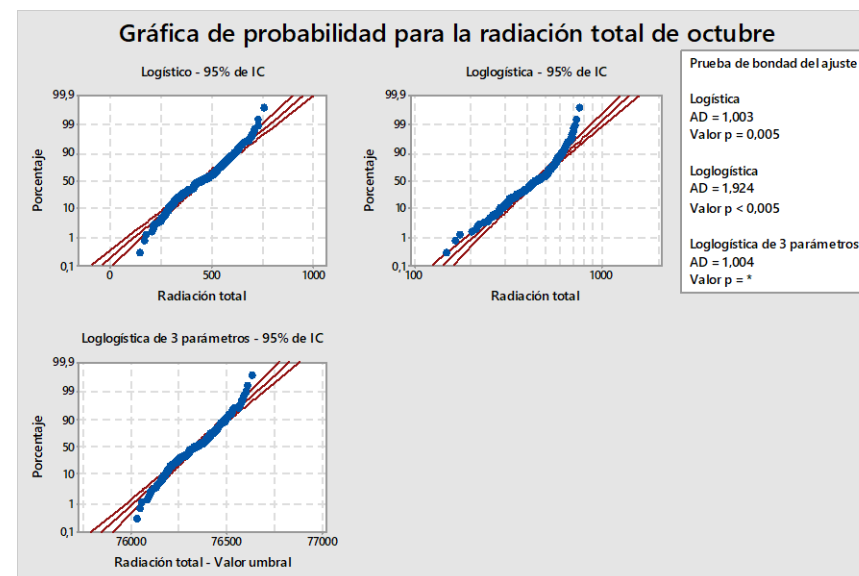 Gráfica de probabilidad para la radiación total de octubre
Logístico - 95% de IC
99,9
99
90
50
10
1
0,1
Porcentaje
0
500
1000
Radiación total
Loglogística - 95% de IC
99,9
99
90
50
10
1
0,1
Porcentaje
100
1000
Radiación total
Prueba de bondad del ajuste
Logística
AD = 1,003
Valor p = 0,005
Loglogística
AD = 1,924
Valor p < 0,005
Loglogística de 3 parámetros
AD = 1,004
Valor p = *
Loglogística de 3 parámetros - 95% de IC
99,9
99
90
50
10
1
0,1
Porcentaje
76000
76500
77000
Radiación total - Valor umbral